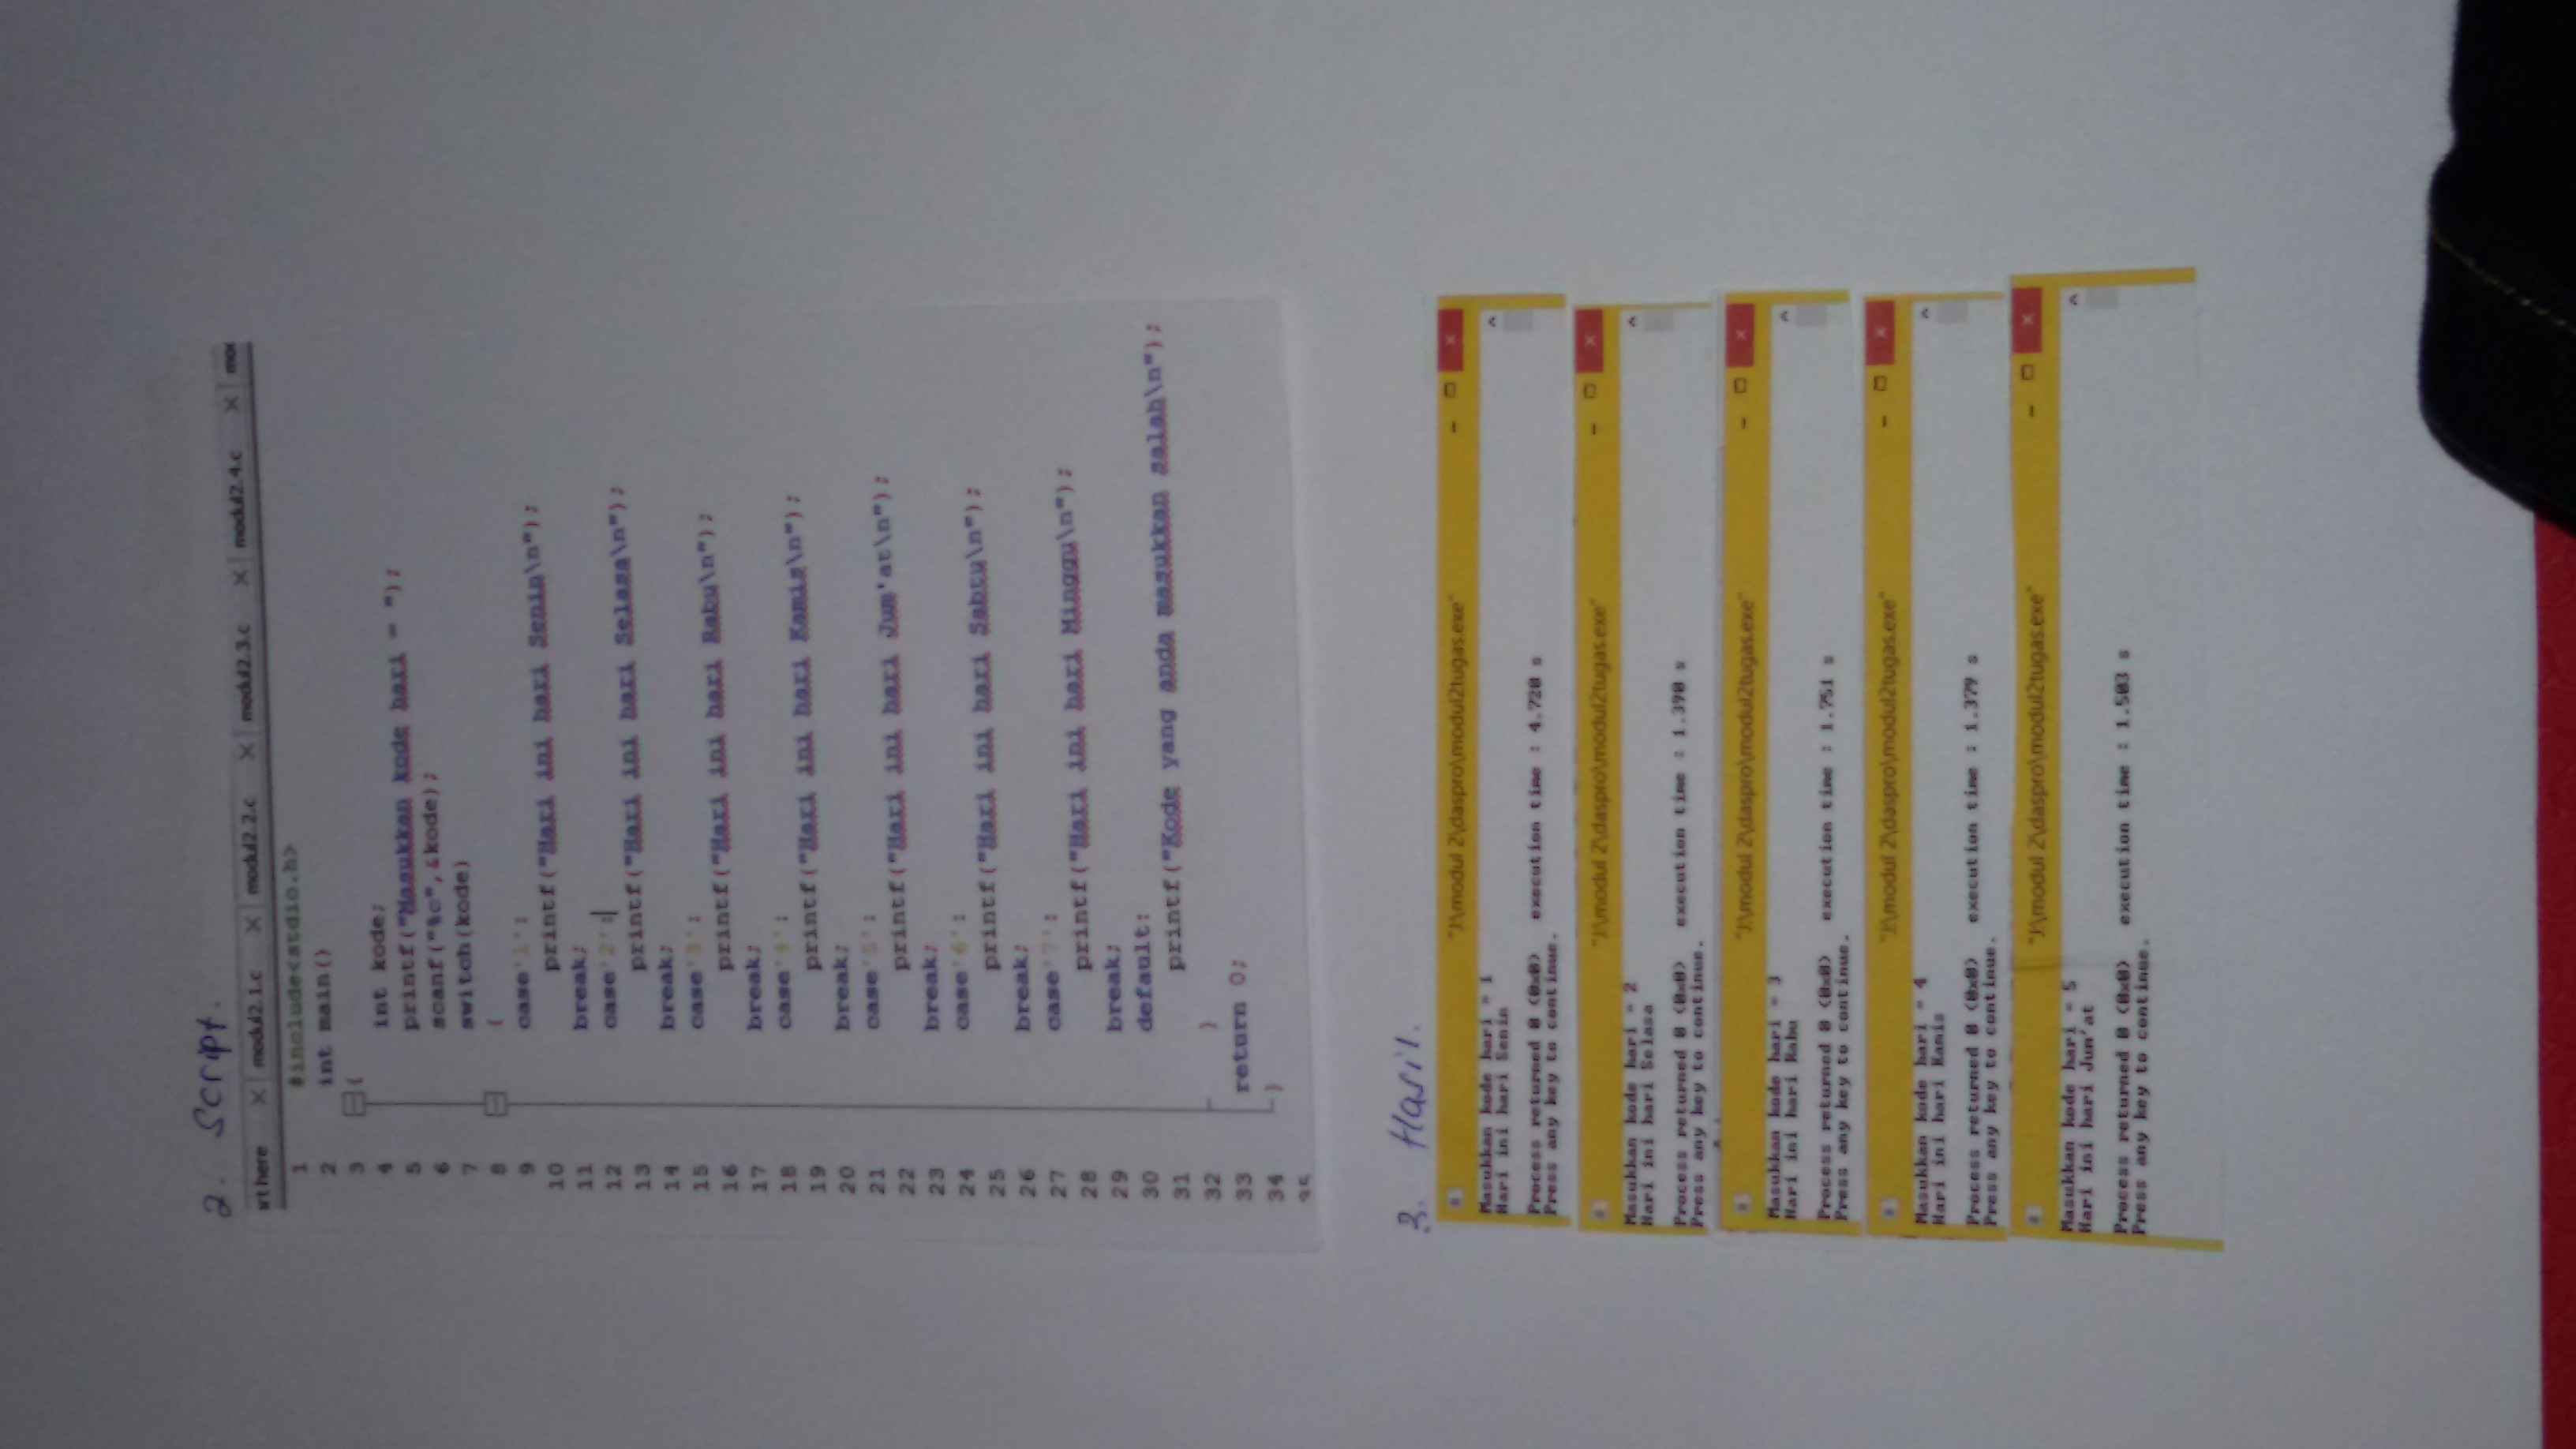 2. Script.
art here × modul2.1.c × modul2.2.c × modul2.3.c × modul2.4.c × mod
1 #include<stdio.h>
2 int main()
3 {
4 int kode;
5 printf("Masukkan kode hari = ");
6 scanf("%c",&kode);
7 switch(kode)
8 {
9 case'1':
10 printf("Hari ini hari Senin\n");
11 break;
12 case'2':
13 printf("Hari ini hari Selasa\n");
14 break;
15 case'3':
16 printf("Hari ini hari Rabu\n");
17 break;
18 case'4':
19 printf("Hari ini hari Kamis\n");
20 break;
21 case'5':
22 printf("Hari ini hari Jum'at\n");
23 break;
24 case'6':
25 printf("Hari ini hari Sabtu\n");
26 break;
27 case'7':
28 printf("Hari ini hari Minggu\n");
29 break;
30 default:
31 printf("Kode yang anda masukkan salah\n");
32 }
33 return 0;
34 }
35
3. Hasil.
"J:\modul 2\daspro\modul2tugas.exe"
Masukkan kode hari = 1
Hari ini hari Senin
Process returned 0 (0x0) execution time : 4.720 s
Press any key to continue.
"J:\modul 2\daspro\modul2tugas.exe"
Masukkan kode hari = 2
Hari ini hari Selasa
Process returned 0 (0x0) execution time : 1.390 s
Press any key to continue.
"J:\modul 2\daspro\modul2tugas.exe"
Masukkan kode hari = 3
Hari ini hari Rabu
Process returned 0 (0x0) execution time : 1.751 s
Press any key to continue.
"J:\modul 2\daspro\modul2tugas.exe"
Masukkan kode hari = 4
Hari ini hari Kamis
Process returned 0 (0x0) execution time : 1.379 s
Press any key to continue.
"J:\modul 2\daspro\modul2tugas.exe"
Masukkan kode hari = 5
Hari ini hari Jum'at
Process returned 0 (0x0) execution time : 1.503 s
Press any key to continue.